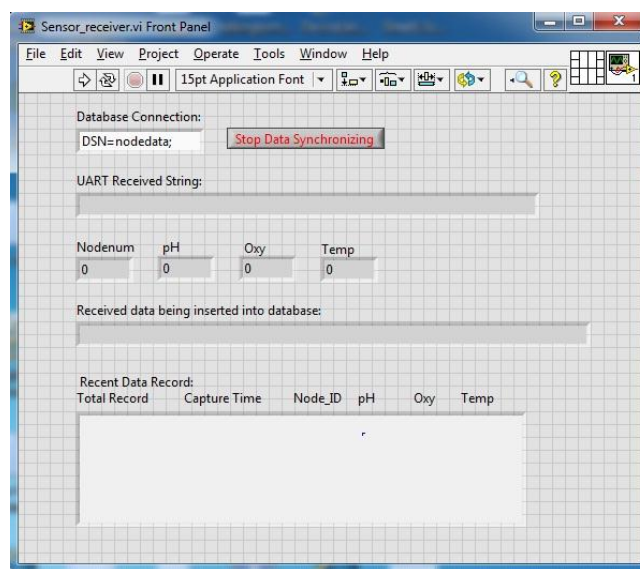 Sensor_receiver.vi Front Panel
File Edit View Project Operate Tools Window Help
15pt Application Font
1
Database Connection:
DSN=nodedata;
Stop Data Synchronizing
UART Received String:
Nodenum pH Oxy Temp
0 0 0 0
Received data being inserted into database:
Recent Data Record:
Total Record Capture Time Node_ID pH Oxy Temp